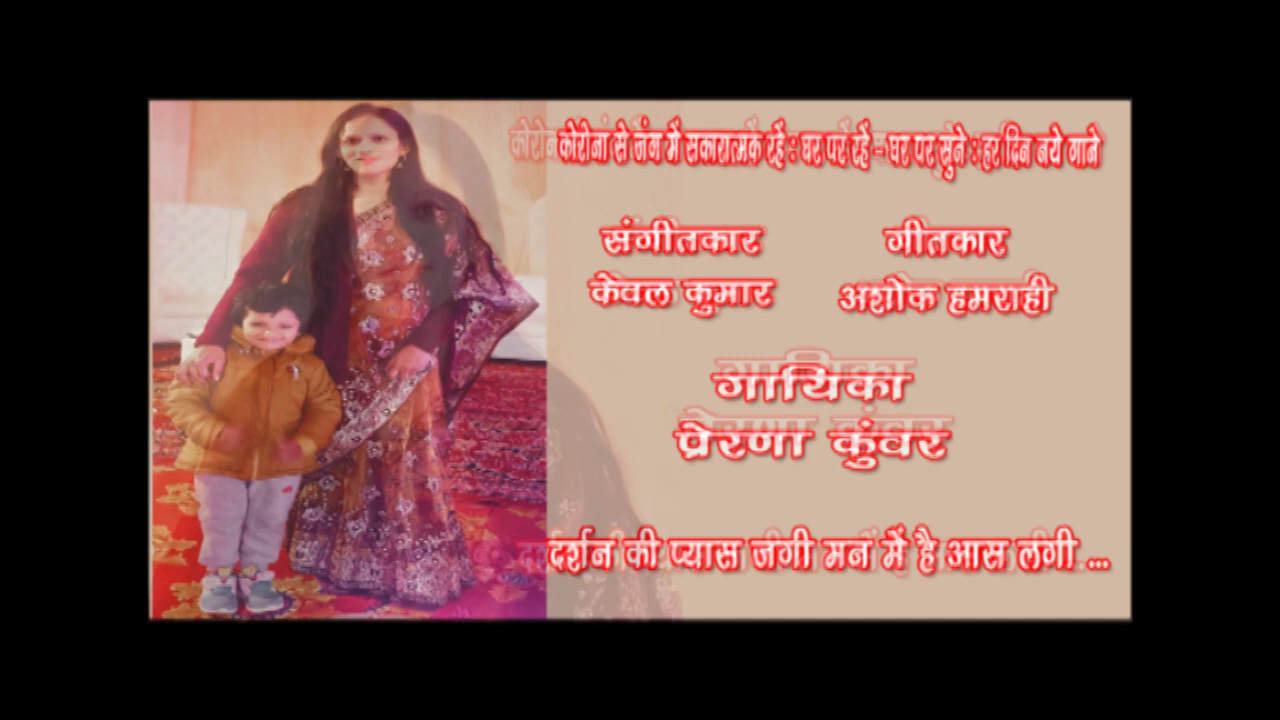 कोरोना से जंग में सकारात्मक रहें : घर पर रहें - घर पर सुने : हर दिन नये गाने
संगीतकार गीतकार
केवल कुमार अशोक हमराही
गायिका
प्रेरणा कुंवर
दर्शन की प्यास जगी मन में है आस लगी ...